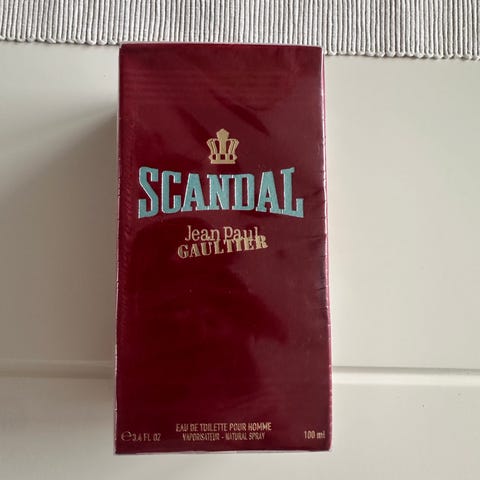 SCANDAL
Jean Paul
GAULTIER
EAU DE TOILETTE POUR HOMME
℮ 3.4 FL OZ VAPORISATEUR - NATURAL SPRAY 100 ml